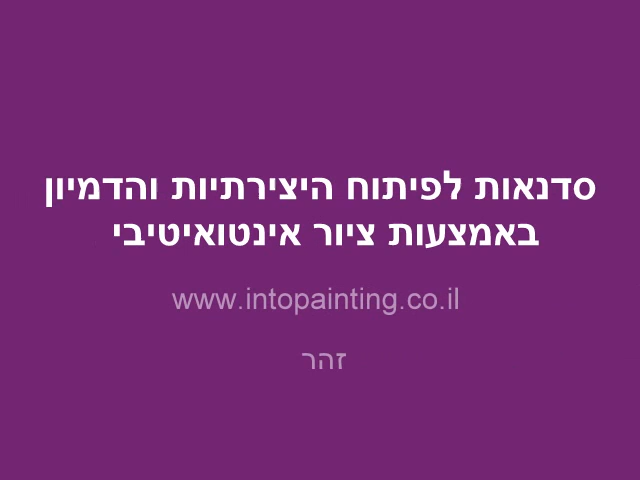 סדנאות לפיתוח היצירתיות והדמיון
באמצעות ציור אינטואיטיבי
www.intopainting.co.il
זהר